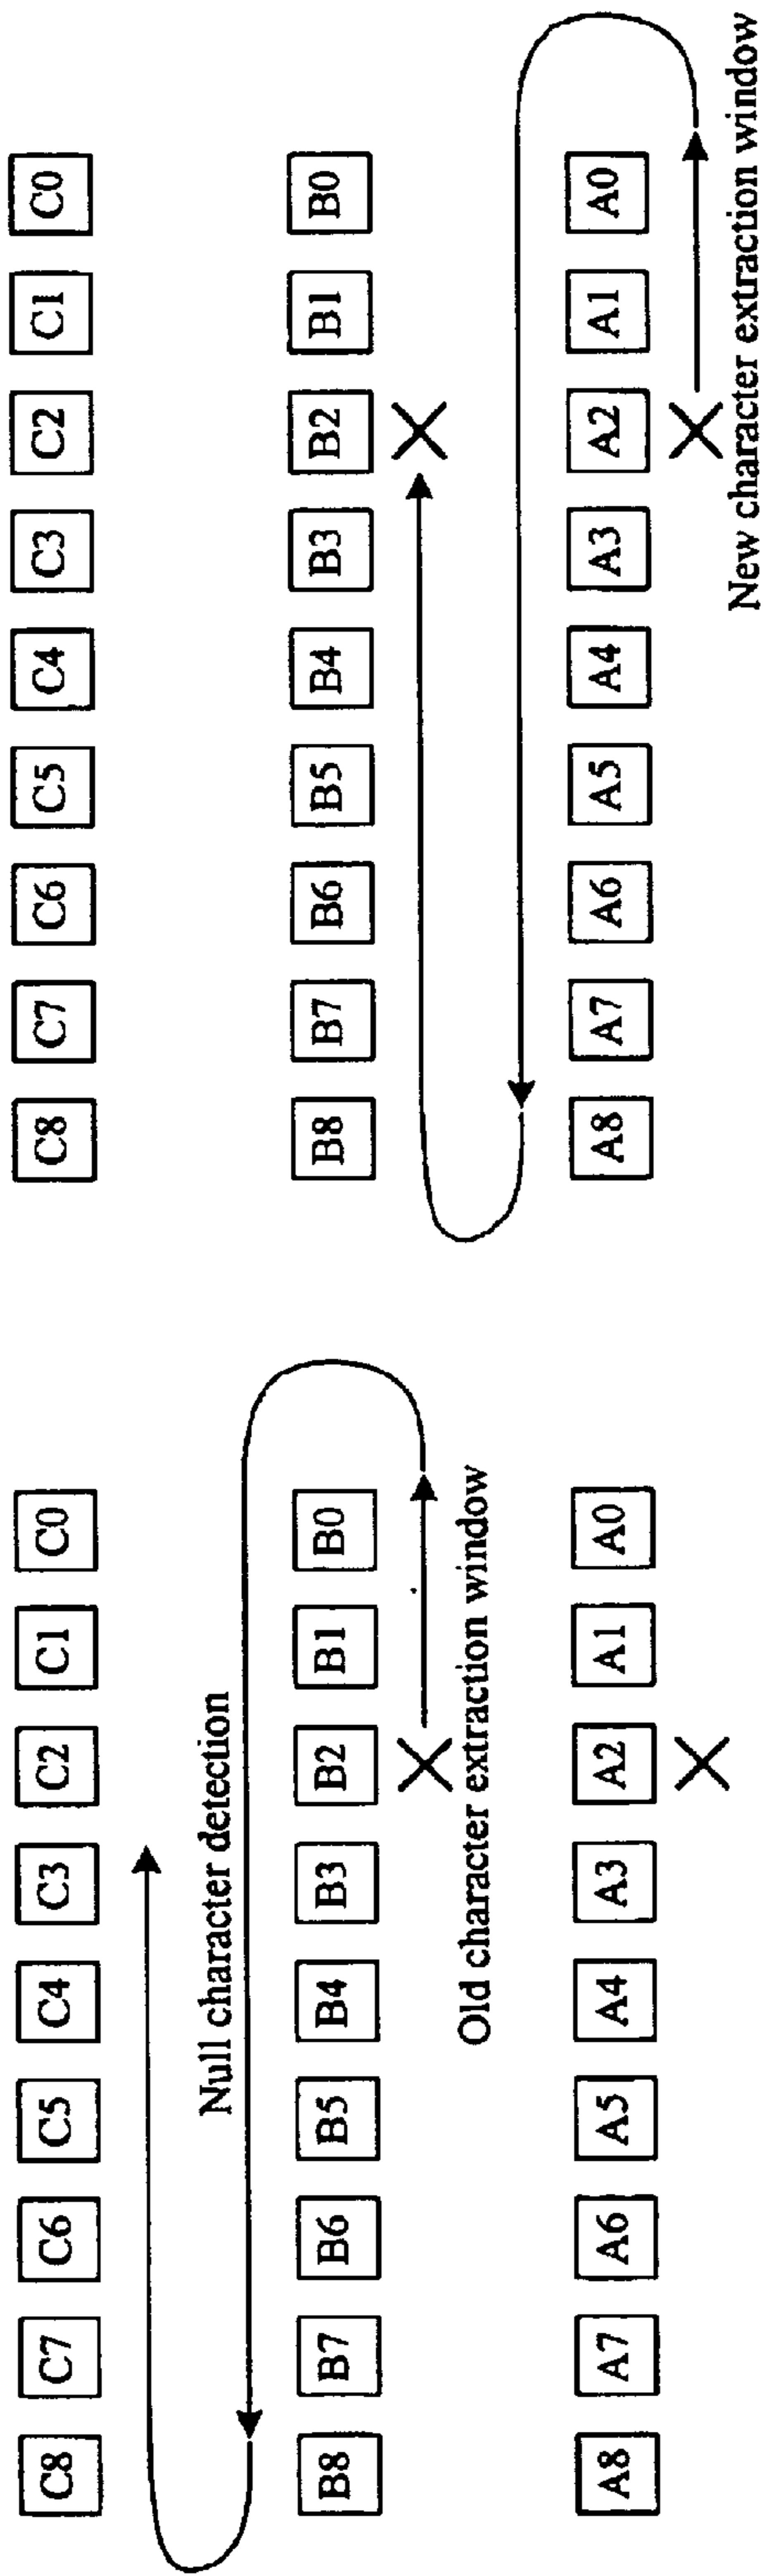 C8 C7 C6 C5 C4 C3 C2 C1 C0
Null character detection
B8 B7 B6 B5 B4 B3 B2 B1 B0
Old character extraction window
A8 A7 A6 A5 A4 A3 A2 A1 A0
C8 C7 C6 C5 C4 C3 C2 C1 C0
B8 B7 B6 B5 B4 B3 B2 B1 B0
A8 A7 A6 A5 A4 A3 A2 A1 A0
New character extraction window